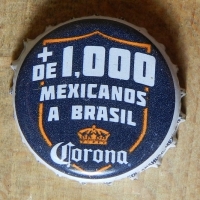 +
DE 1,000
MEXICANOS
A BRASIL
Corona